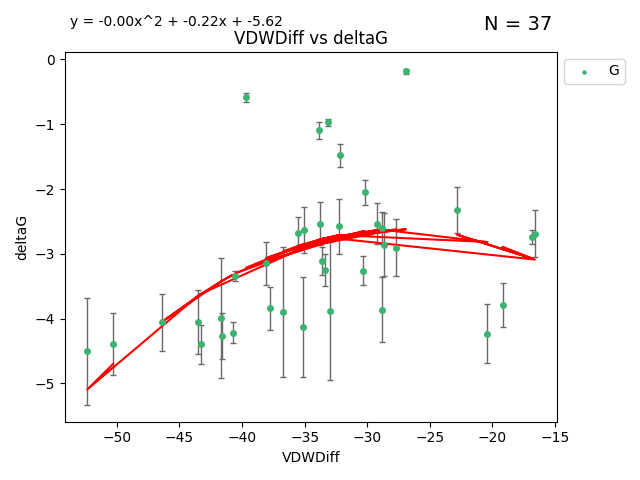 y = -0.00x^2 + -0.22x + -5.62
N = 37
VDWDiff vs deltaG
G
deltaG
0
−1
−2
−3
−4
−5
−50
−45
−40
−35
−30
−25
−20
−15
VDWDiff